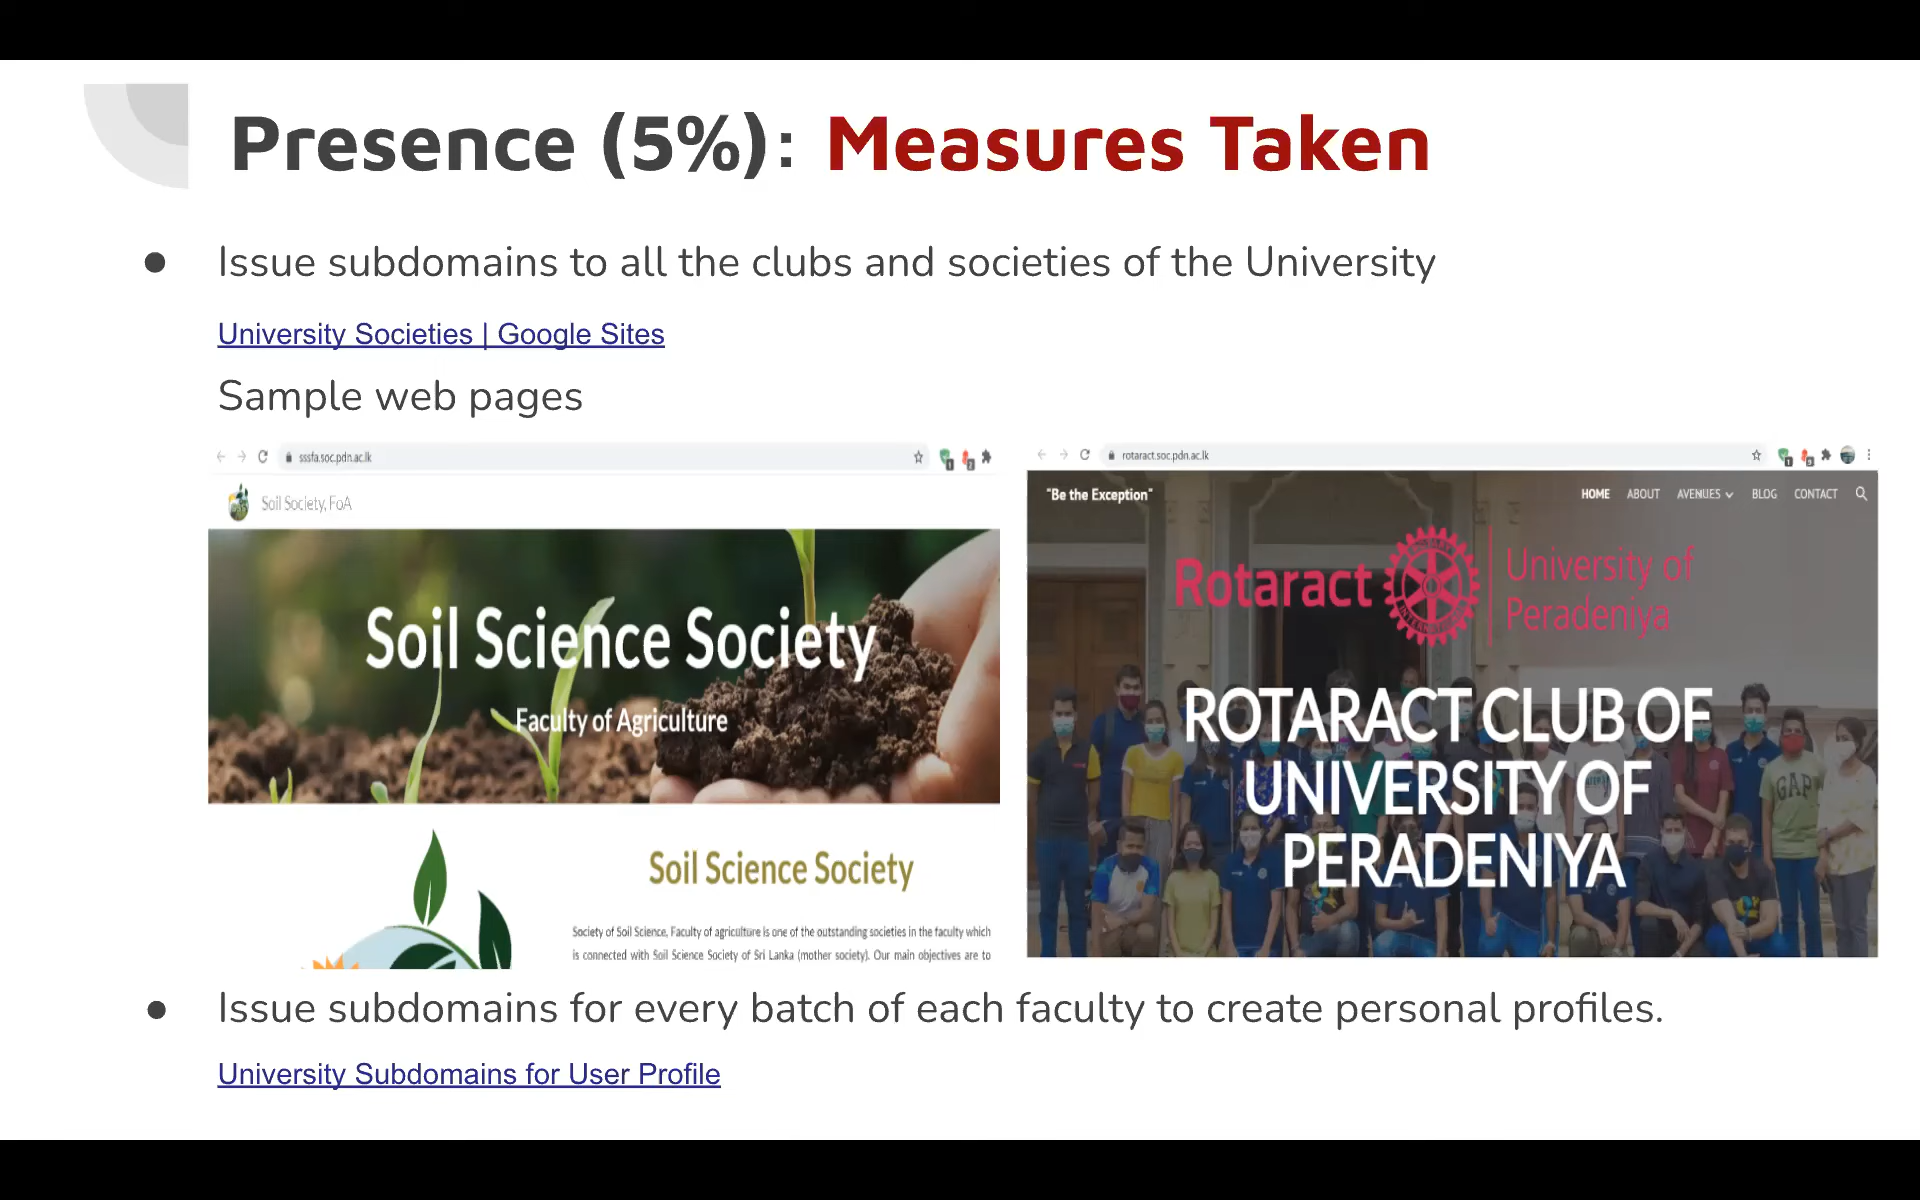 Presence (5%): Measures Taken
● Issue subdomains to all the clubs and societies of the University
University Societies | Google Sites
Sample web pages
sssfa.soc.pdn.ac.lk
Soil Society, FoA
Soil Science Society
Faculty of Agriculture
Soil Science Society
Society of Soil Science, Faculty of agriculture is one of the outstanding societies in the faculty which
is connected with Soil Science Society of Sri Lanka (mother society). Our main objectives are to
rotaract.soc.pdn.ac.lk
"Be the Exception"
HOME ABOUT AVENUES BLOG CONTACT
Rotaract
University of
Peradeniya
ROTARACT CLUB OF
UNIVERSITY OF
PERADENIYA
GAP
● Issue subdomains for every batch of each faculty to create personal profiles.
University Subdomains for User Profile